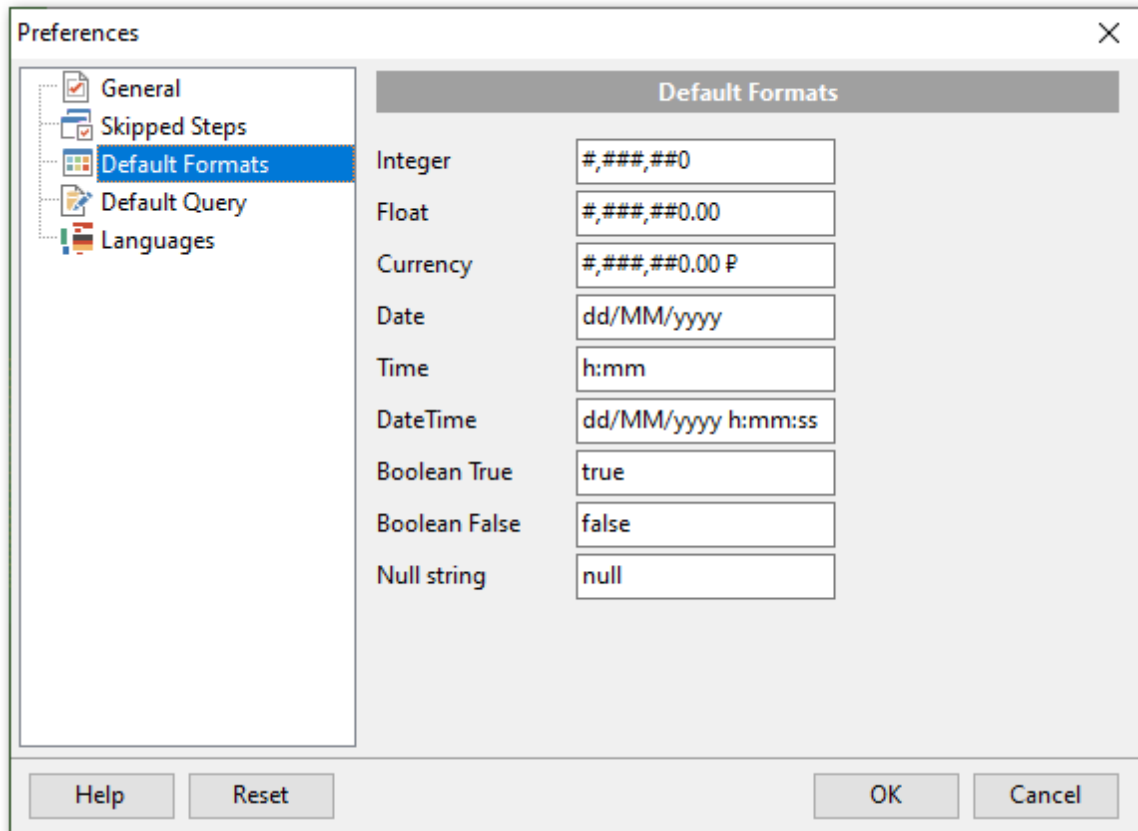 Preferences
General
Skipped Steps
Default Formats
Default Query
Languages
Default Formats
Integer #,###,##0
Float #,###,##0.00
Currency #,###,##0.00 ₽
Date dd/MM/yyyy
Time h:mm
DateTime dd/MM/yyyy h:mm:ss
Boolean True true
Boolean False false
Null string null
Help Reset OK Cancel